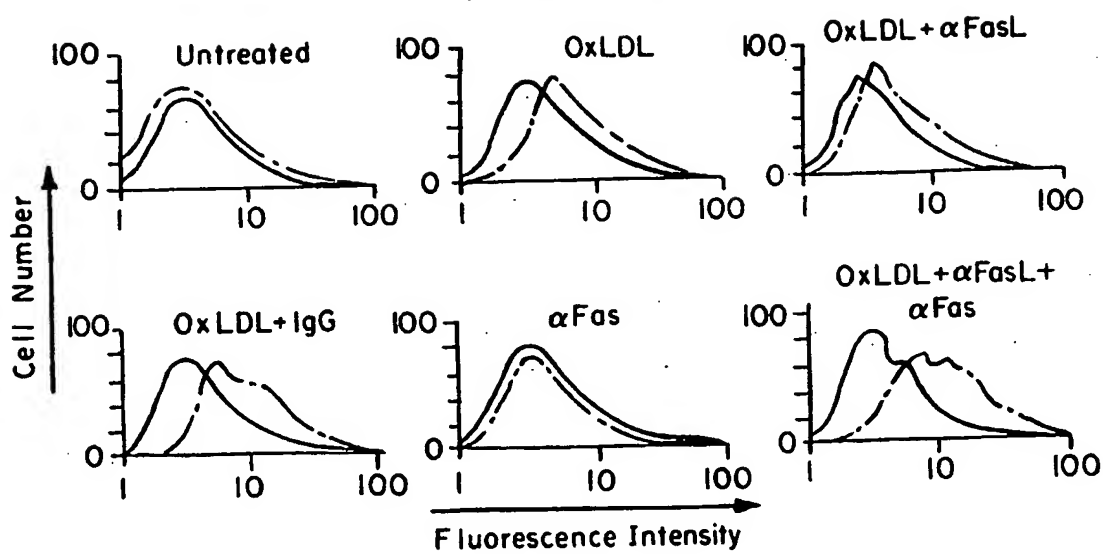 Untreated
OxLDL
OxLDL + αFasL
100
100
100
0
0
0
1 10 100
1 10 100
1 10 100
Cell Number
OxLDL + IgG
αFas
OxLDL + αFasL +
αFas
100
100
100
0
0
0
1 10 100
1 10 100
1 10 100
Fluorescence Intensity